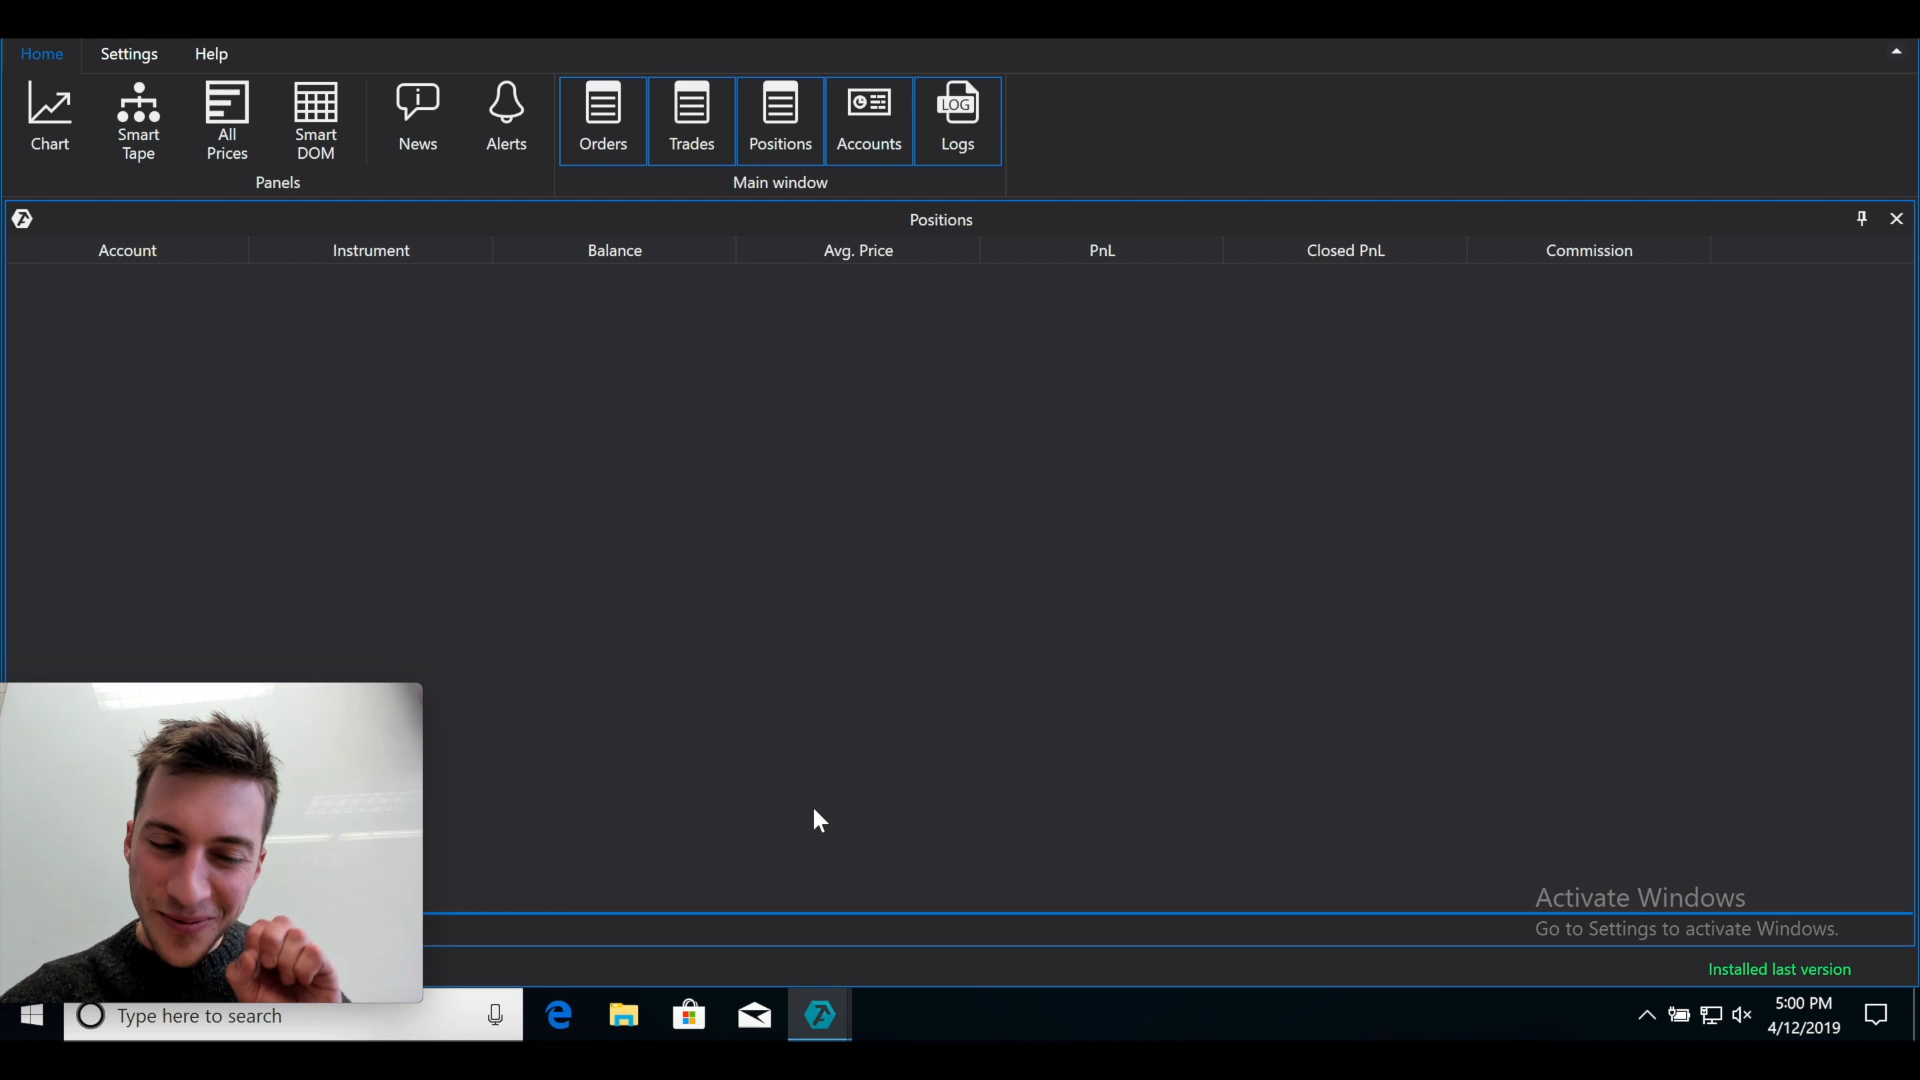 Home Settings Help
Chart
Smart
Tape
All
Prices
Smart
DOM
News
Alerts
Orders
Trades
Positions
Accounts
LOG
Logs
Panels
Main window
Positions
Account Instrument Balance Avg. Price PnL Closed PnL Commission
Activate Windows
Go to Settings to activate Windows.
Installed last version
Type here to search
5:00 PM
4/12/2019